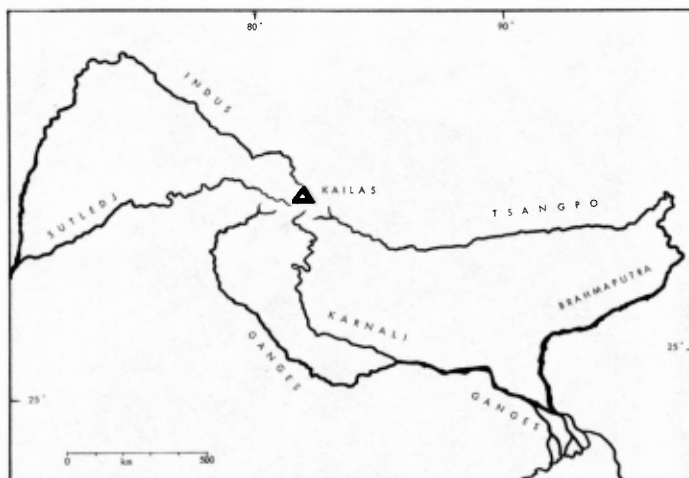 80°
90°
INDUS
KAILAS
SUTLEDJ
TSANGPO
BRAHMAPUTRA
KARNALI
GANGES
25°
25°
GANGES
0 km 500